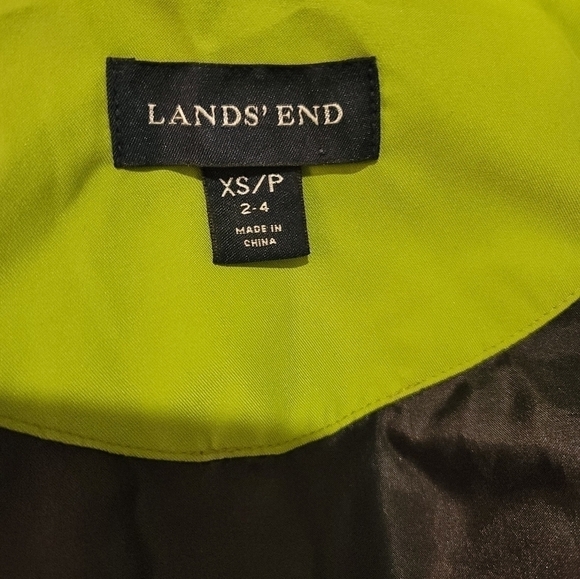 LANDS' END
XS/P
2-4
MADE IN
CHINA